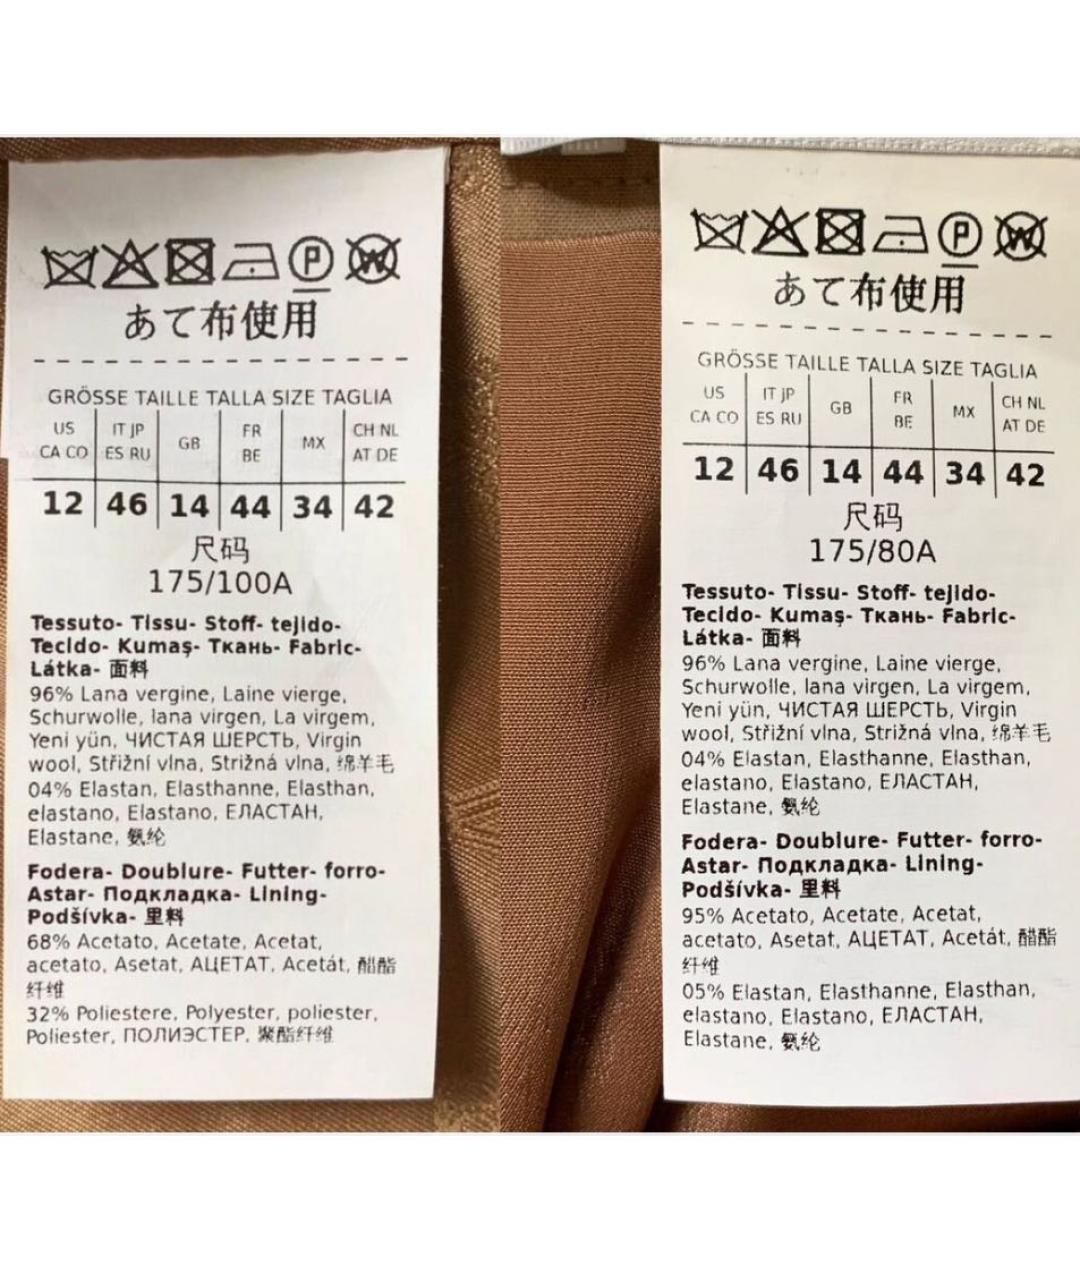 P W
あて布使用
GRÖSSE TAILLE TALLA SIZE TAGLIA
US CA CO IT JP ES RU GB FR BE MX CH NL AT DE
12 46 14 44 34 42
尺码
175/100A
Tessuto- Tissu- Stoff- tejido-
Tecido- Kumaş- Ткань- Fabric-
Látka- 面料
96% Lana vergine, Laine vierge,
Schurwolle, lana virgen, La virgem,
Yeni yün, ЧИСТАЯ ШЕРСТЬ, Virgin
wool, Střižní vlna, Strižná vlna, 绵羊毛
04% Elastan, Elasthanne, Elasthan,
elastano, Elastano, ЕЛАСТАН,
Elastane, 氨纶
Fodera- Doublure- Futter- forro-
Astar- Подкладка- Lining-
Podšívka- 里料
68% Acetato, Acetate, Acetat,
acetato, Asetat, АЦЕТАТ, Acetát, 醋酯
纤维
32% Poliestere, Polyester, poliester,
Poliester, ПОЛИЭСТЕР, 聚酯纤维
P W
あて布使用
GRÖSSE TAILLE TALLA SIZE TAGLIA
US CA CO IT JP ES RU GB FR BE MX CH NL AT DE
12 46 14 44 34 42
尺码
175/80A
Tessuto- Tissu- Stoff- tejido-
Tecido- Kumaş- Ткань- Fabric-
Látka- 面料
96% Lana vergine, Laine vierge,
Schurwolle, lana virgen, La virgem,
Yeni yün, ЧИСТАЯ ШЕРСТЬ, Virgin
wool, Střižní vlna, Strižná vlna, 绵羊毛
04% Elastan, Elasthanne, Elasthan,
elastano, Elastano, ЕЛАСТАН,
Elastane, 氨纶
Fodera- Doublure- Futter- forro-
Astar- Подкладка- Lining-
Podšívka- 里料
95% Acetato, Acetate, Acetat,
acetato, Asetat, АЦЕТАТ, Acetát, 醋酯
纤维
05% Elastan, Elasthanne, Elasthan,
elastano, Elastano, ЕЛАСТАН,
Elastane, 氨纶